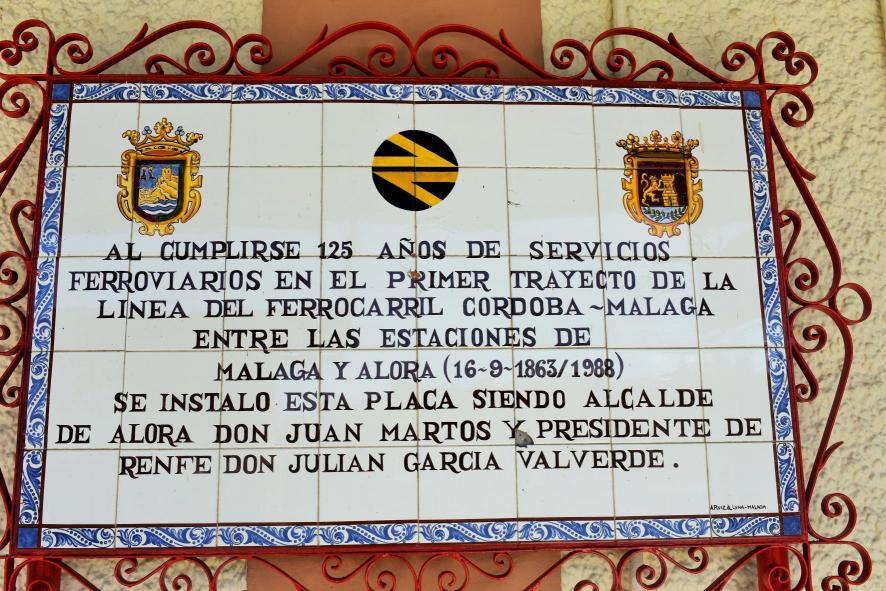 AL CUMPLIRSE 125 AÑOS DE SERVICIOS.
FERROVIARIOS EN EL PRIMER TRAYECTO DE LA
LINEA DEL FERROCARRIL CORDOBA~MALAGA
ENTRE LAS ESTACIONES DE
MALAGA Y ALORA (16~9~1863/1988)
SE INSTALO ESTA PLACA SIENDO ALCALDE
DE ALORA DON JUAN MARTOS Y PRESIDENTE DE
RENFE DON JULIAN GARCIA VALVERDE.
LUNA-MALAGA